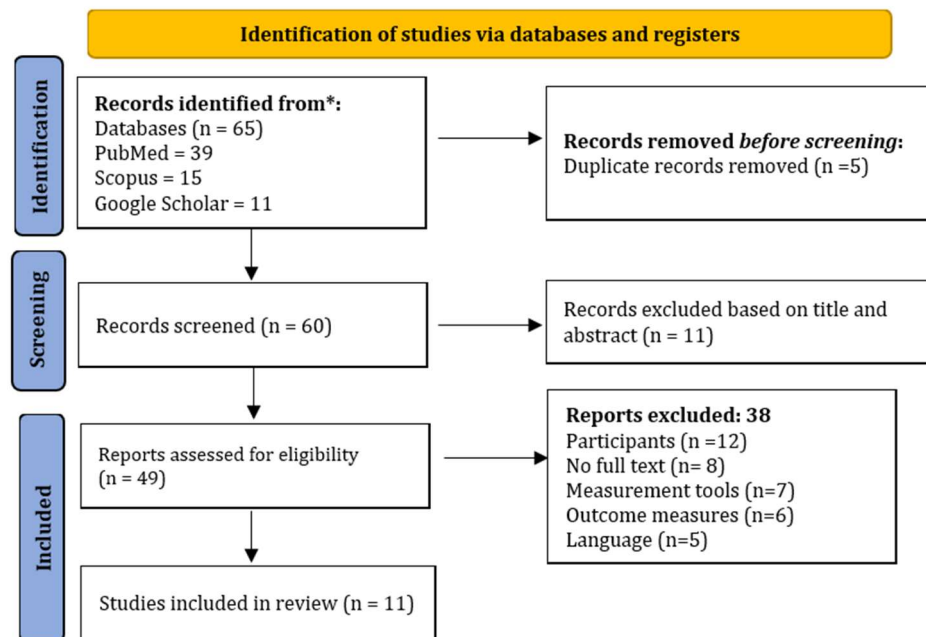 Identification of studies via databases and registers
Identification
Records identified from*:
Databases (n = 65)
PubMed = 39
Scopus = 15
Google Scholar = 11
Records removed before screening:
Duplicate records removed (n =5)
Screening
Records screened (n = 60)
Records excluded based on title and
abstract (n = 11)
Included
Reports assessed for eligibility
(n = 49)
Reports excluded: 38
Participants (n =12)
No full text (n= 8)
Measurement tools (n=7)
Outcome measures (n=6)
Language (n=5)
Studies included in review (n = 11)